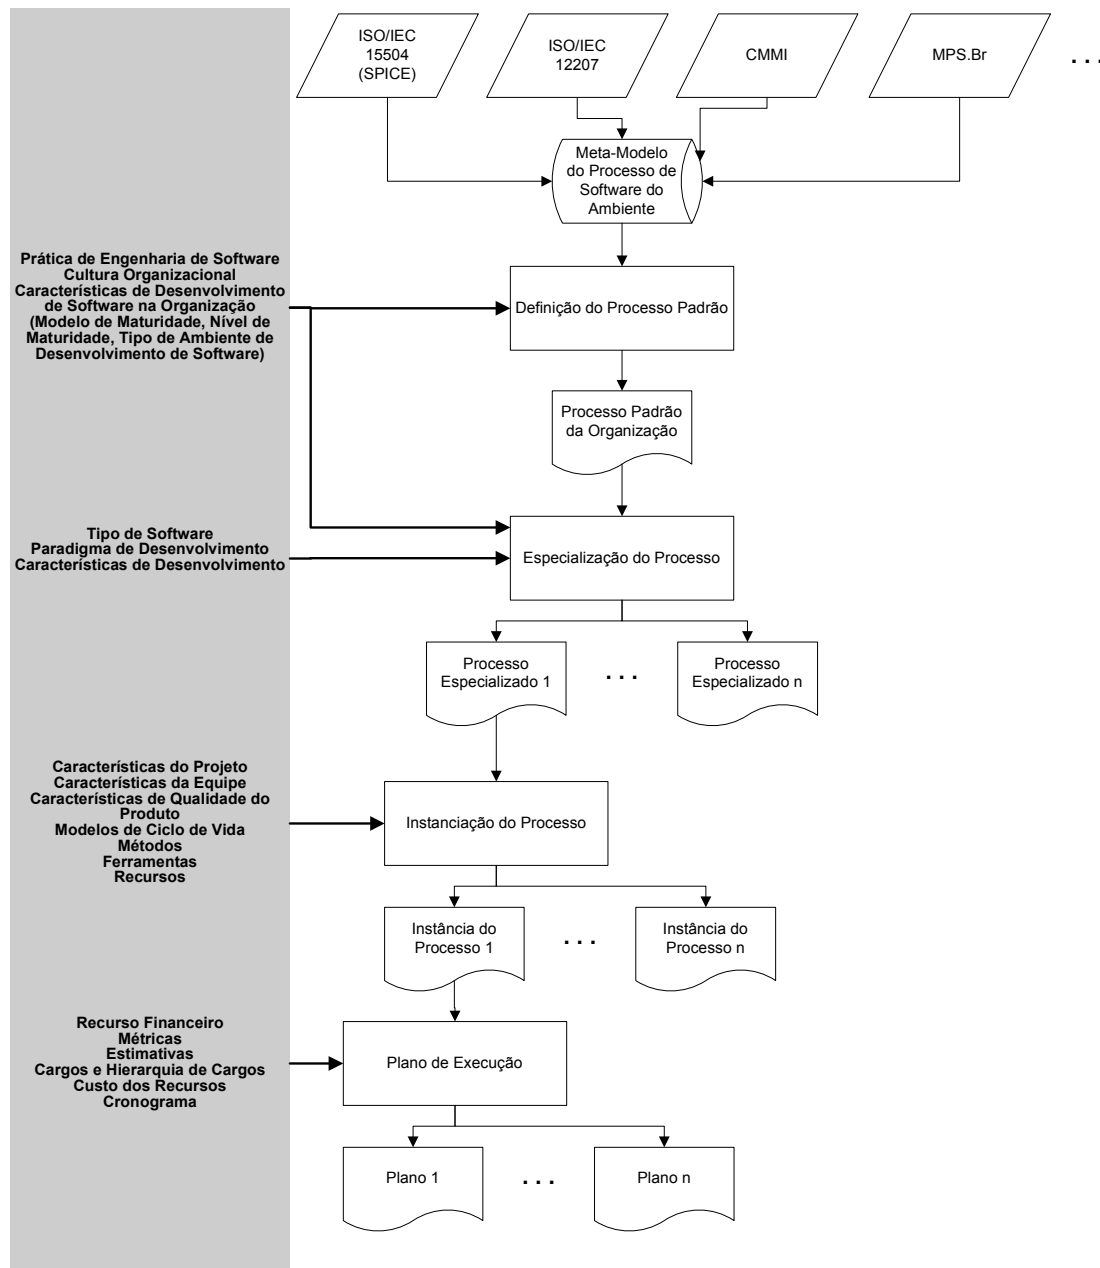 ISO/IEC
15504
(SPICE)
ISO/IEC
12207
CMMI
MPS.Br
. . .
Meta-Modelo
do Processo de
Software do
Ambiente
Prática de Engenharia de Software
Cultura Organizacional
Características de Desenvolvimento
de Software na Organização
(Modelo de Maturidade, Nível de
Maturidade, Tipo de Ambiente de
Desenvolvimento de Software)
Definição do Processo Padrão
Processo Padrão
da Organização
Tipo de Software
Paradigma de Desenvolvimento
Características de Desenvolvimento
Especialização do Processo
Processo
Especializado 1
. . .
Processo
Especializado n
Características do Projeto
Características da Equipe
Características de Qualidade do
Produto
Modelos de Ciclo de Vida
Métodos
Ferramentas
Recursos
Instanciação do Processo
Instância do
Processo 1
. . .
Instância do
Processo n
Recurso Financeiro
Métricas
Estimativas
Cargos e Hierarquia de Cargos
Custo dos Recursos
Cronograma
Plano de Execução
Plano 1
. . .
Plano n